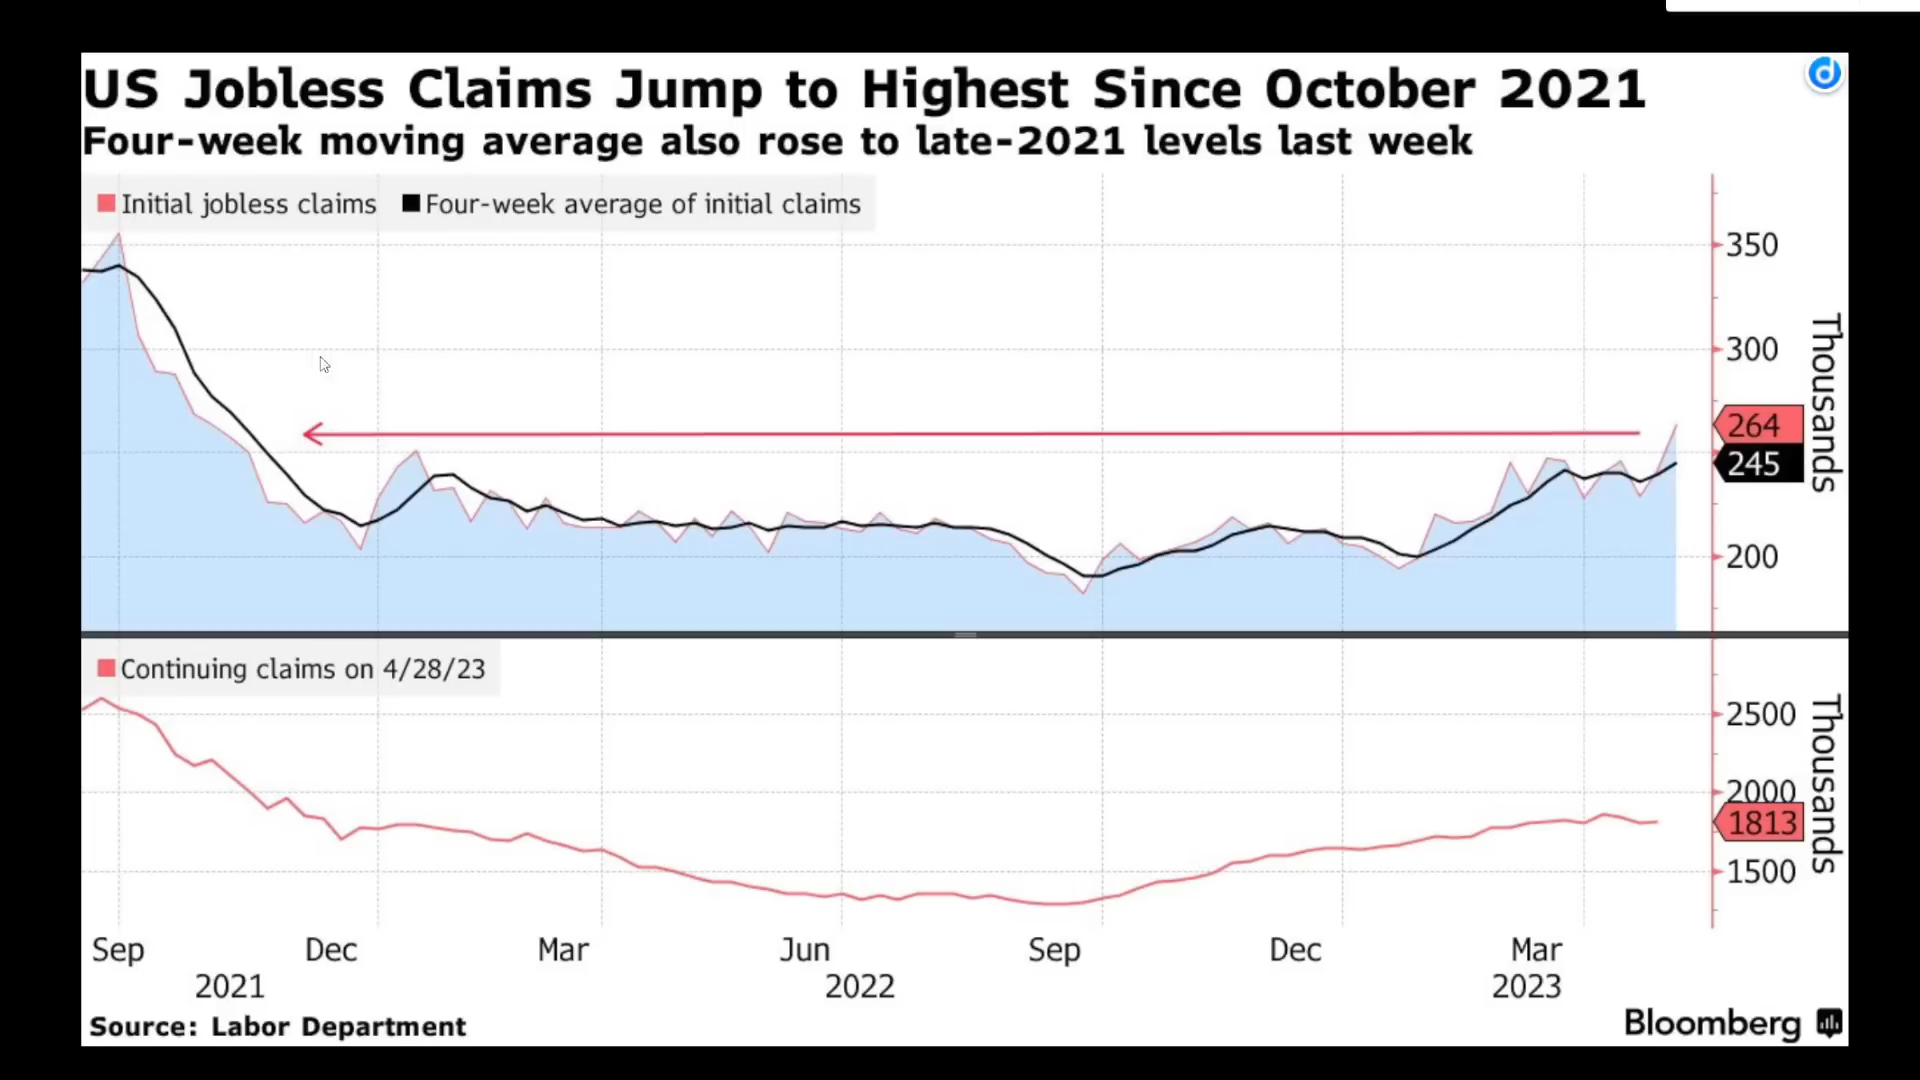 US Jobless Claims Jump to Highest Since October 2021
Four-week moving average also rose to late-2021 levels last week
Initial jobless claims Four-week average of initial claims
350
300
264
245
200
Thousands
Continuing claims on 4/28/23
2500
2000
1813
1500
Thousands
Sep Dec Mar Jun Sep Dec Mar
2021 2022 2023
Source: Labor Department
Bloomberg